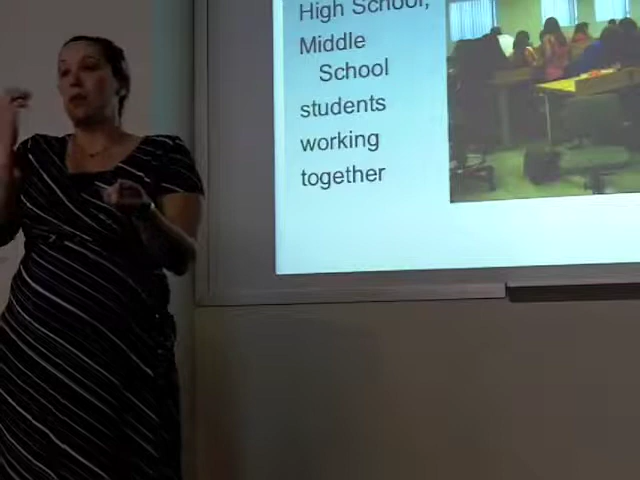 High School,
Middle
School
students
working
together